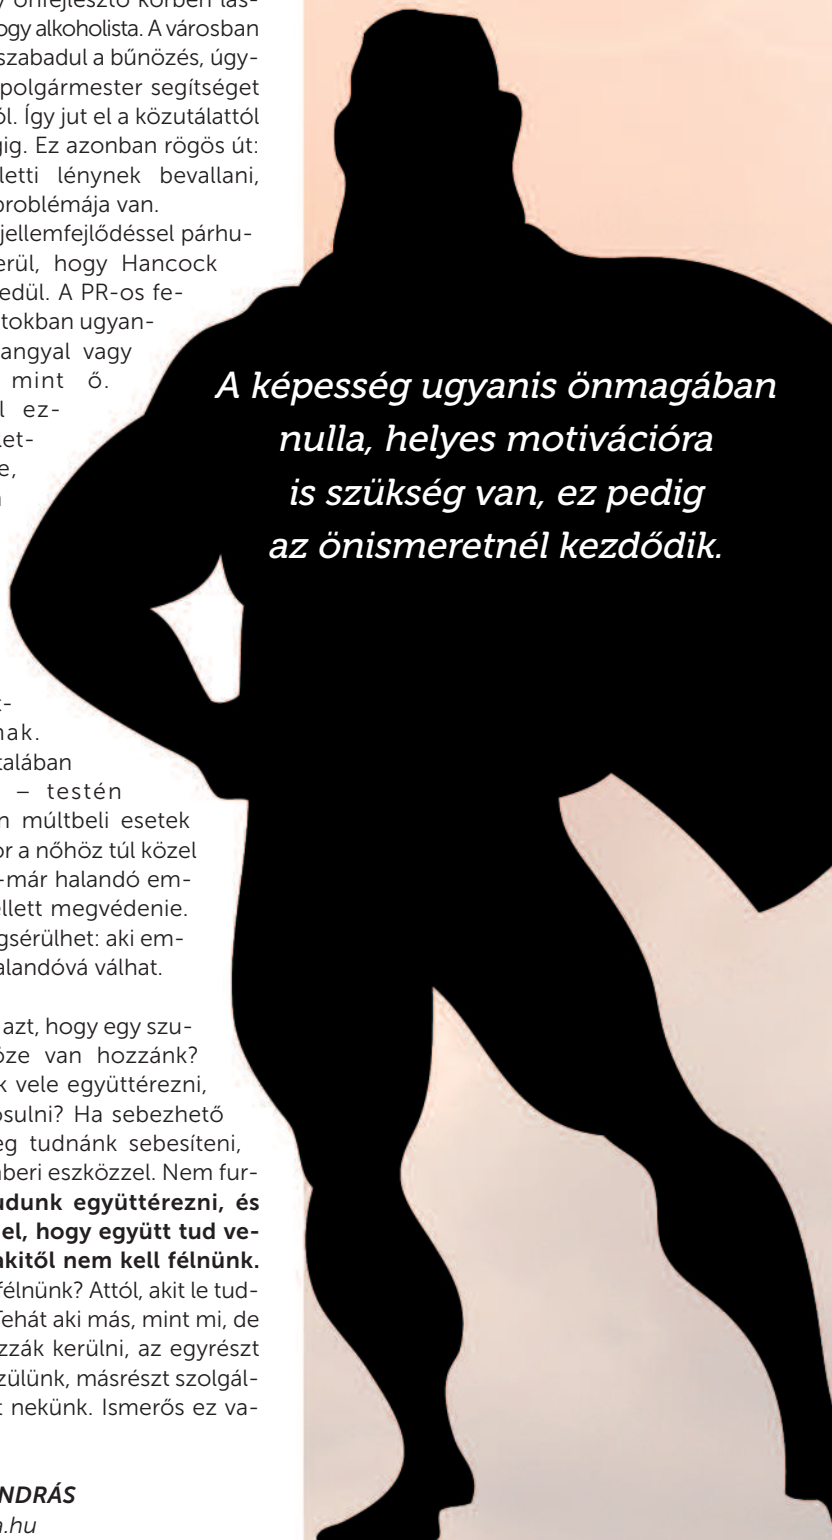 önfejlesztő körben lás-
ogy alkoholista. A városban
szabadul a bűnözés, úgy-
polgármester segítséget
Így jut el a közutálattól
Ez azonban rögös út:
letti lénynek bevallani,
problémája van.
jellemfejlődéssel párhu-
erül, hogy Hancock
edül. A PR-os fe-
tokban ugyan-
angyal vagy
mint ő.
ez-
let-
e,
nak.
talában
– testén
n múltbeli esetek
or a nőhöz túl közel
-már halandó em-
ellett megvédenie.
gsérülhet: aki em-
alandóvá válhat.
azt, hogy egy szu-
öze van hozzánk?
k vele együttérezni,
osulni? Ha sebezhető
eg tudnánk sebesíteni,
beri eszközzel. Nem fur-
udunk együttérezni, és
el, hogy együtt tud ve-
akitől nem kell félnünk.
félnünk? Attól, akit le tud-
Tehát aki más, mint mi, de
zzák kerülni, az egyrészt
zülünk, másrészt szolgál-
t nekünk. Ismerős ez va-
NDRÁS
a.hu
A képesség ugyanis önmagában
nulla, helyes motivációra
is szükség van, ez pedig
az önismeretnél kezdődik.